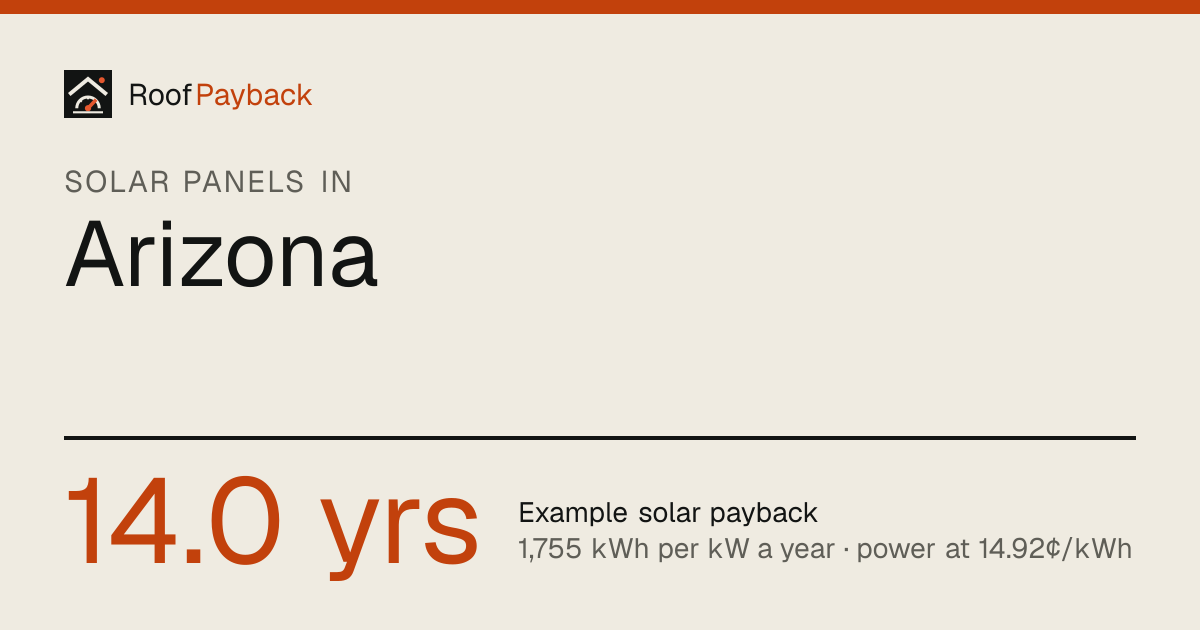 RoofPayback
SOLAR PANELS IN
Arizona
14.0 yrs
Example solar payback
1,755 kWh per kW a year · power at 14.92¢/kWh